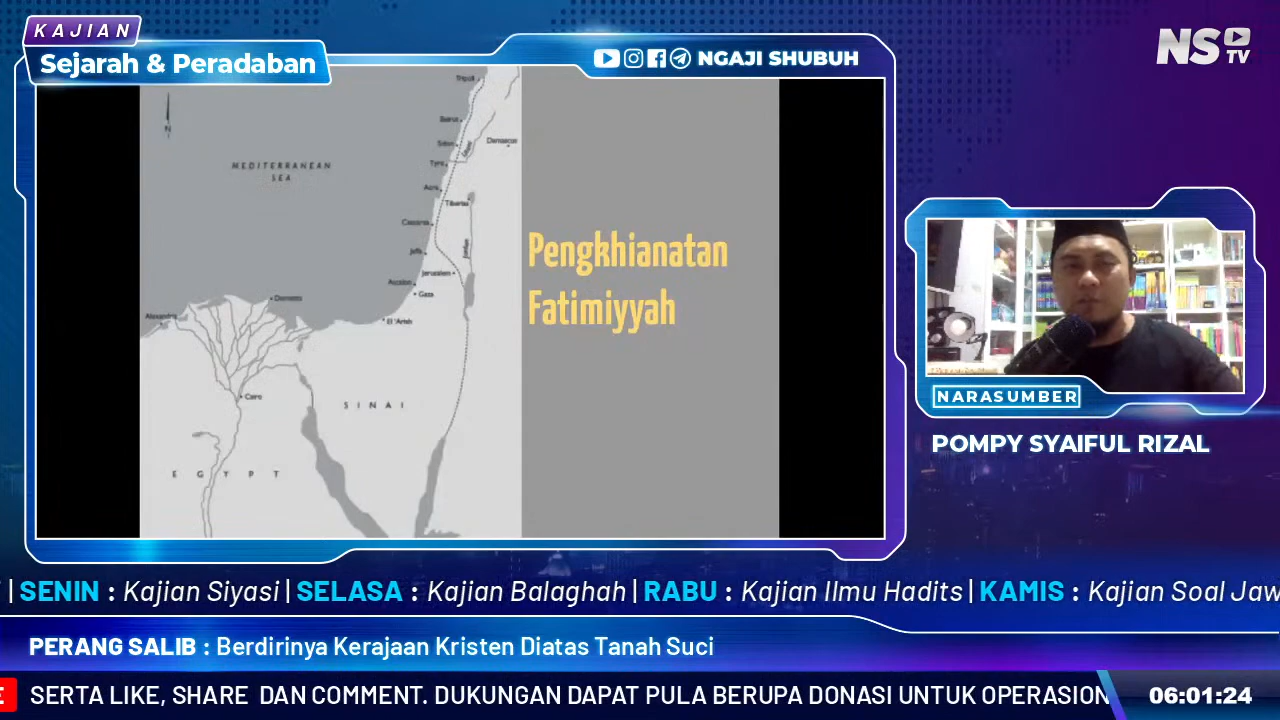 KAJIAN
Sejarah & Peradaban
NGAJI SHUBUH
NS TV
Tripoli
N
Beirut
Damascus
Sidon
MEDITERRANEAN
SEA
Tyre
Acre
Tiberias
Caesarea
Jaffa
Jordan
Jerusalem
Ascalon
Gaza
Damietta
Alexandria
El 'Arish
Cairo
SINAI
EGYPT
Pengkhianatan
Fatimiyyah
NARASUMBER
POMPY SYAIFUL RIZAL
| SENIN : Kajian Siyasi | SELASA : Kajian Balaghah | RABU : Kajian Ilmu Hadits | KAMIS : Kajian Soal Jaw
PERANG SALIB : Berdirinya Kerajaan Kristen Diatas Tanah Suci
E SERTA LIKE, SHARE DAN COMMENT. DUKUNGAN DAPAT PULA BERUPA DONASI UNTUK OPERASION
06:01:24